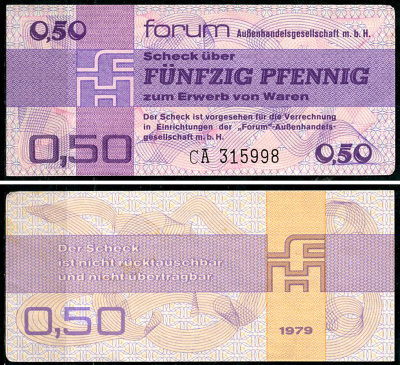 0,50 forum Außenhandelsgesellschaft m. b. H.
Scheck über
FÜNFZIG PFENNIG
zum Erwerb von Waren
Der Scheck ist vorgesehen für die Verrechnung
in Einrichtungen der „Forum"-Außenhandels-
gesellschaft m. b. H.
0,50 CA 315998 0,50
Der Scheck
ist nicht rücktauschbar
und nicht übertragbar
0,50 1979